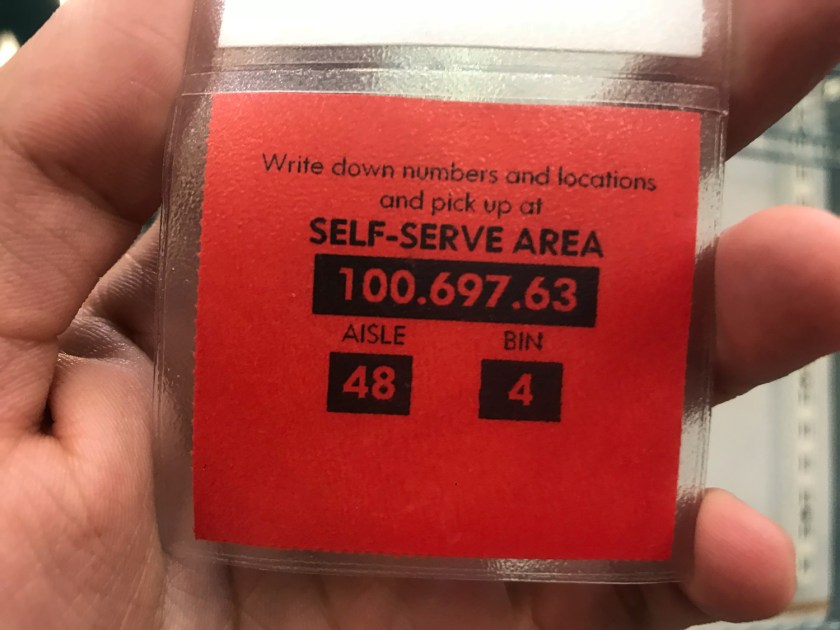 Write down numbers and locations
and pick up at
SELF-SERVE AREA
100.697.63
AISLE BIN
48 4